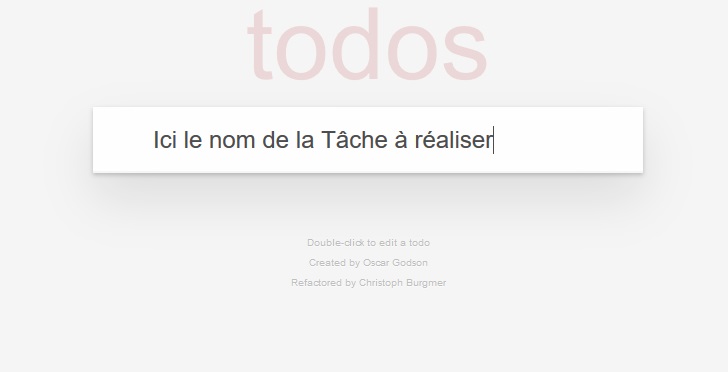 todos
Ici le nom de la Tâche à réaliser
Double-click to edit a todo
Created by Oscar Godson
Refactored by Christoph Burgmer